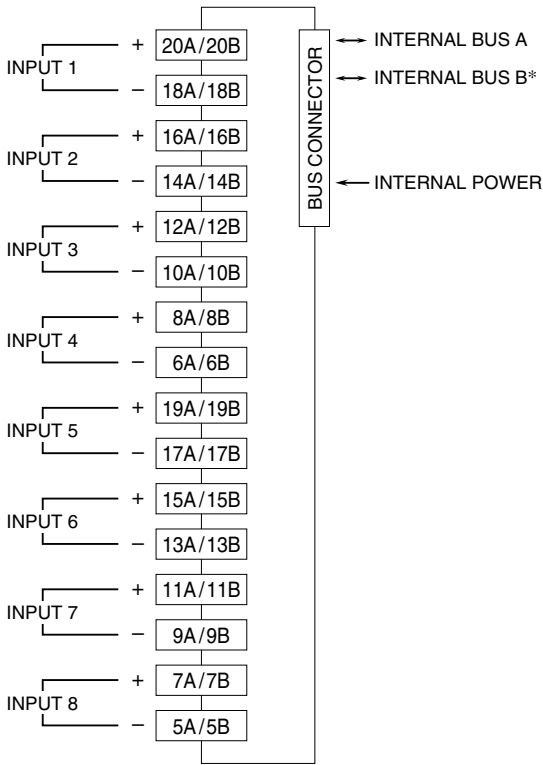 INPUT 1
+ 20A/20B
– 18A/18B
INPUT 2
+ 16A/16B
– 14A/14B
INPUT 3
+ 12A/12B
– 10A/10B
INPUT 4
+ 8A/8B
– 6A/6B
INPUT 5
+ 19A/19B
– 17A/17B
INPUT 6
+ 15A/15B
– 13A/13B
INPUT 7
+ 11A/11B
– 9A/9B
INPUT 8
+ 7A/7B
– 5A/5B
BUS CONNECTOR
INTERNAL BUS A
INTERNAL BUS B*
INTERNAL POWER